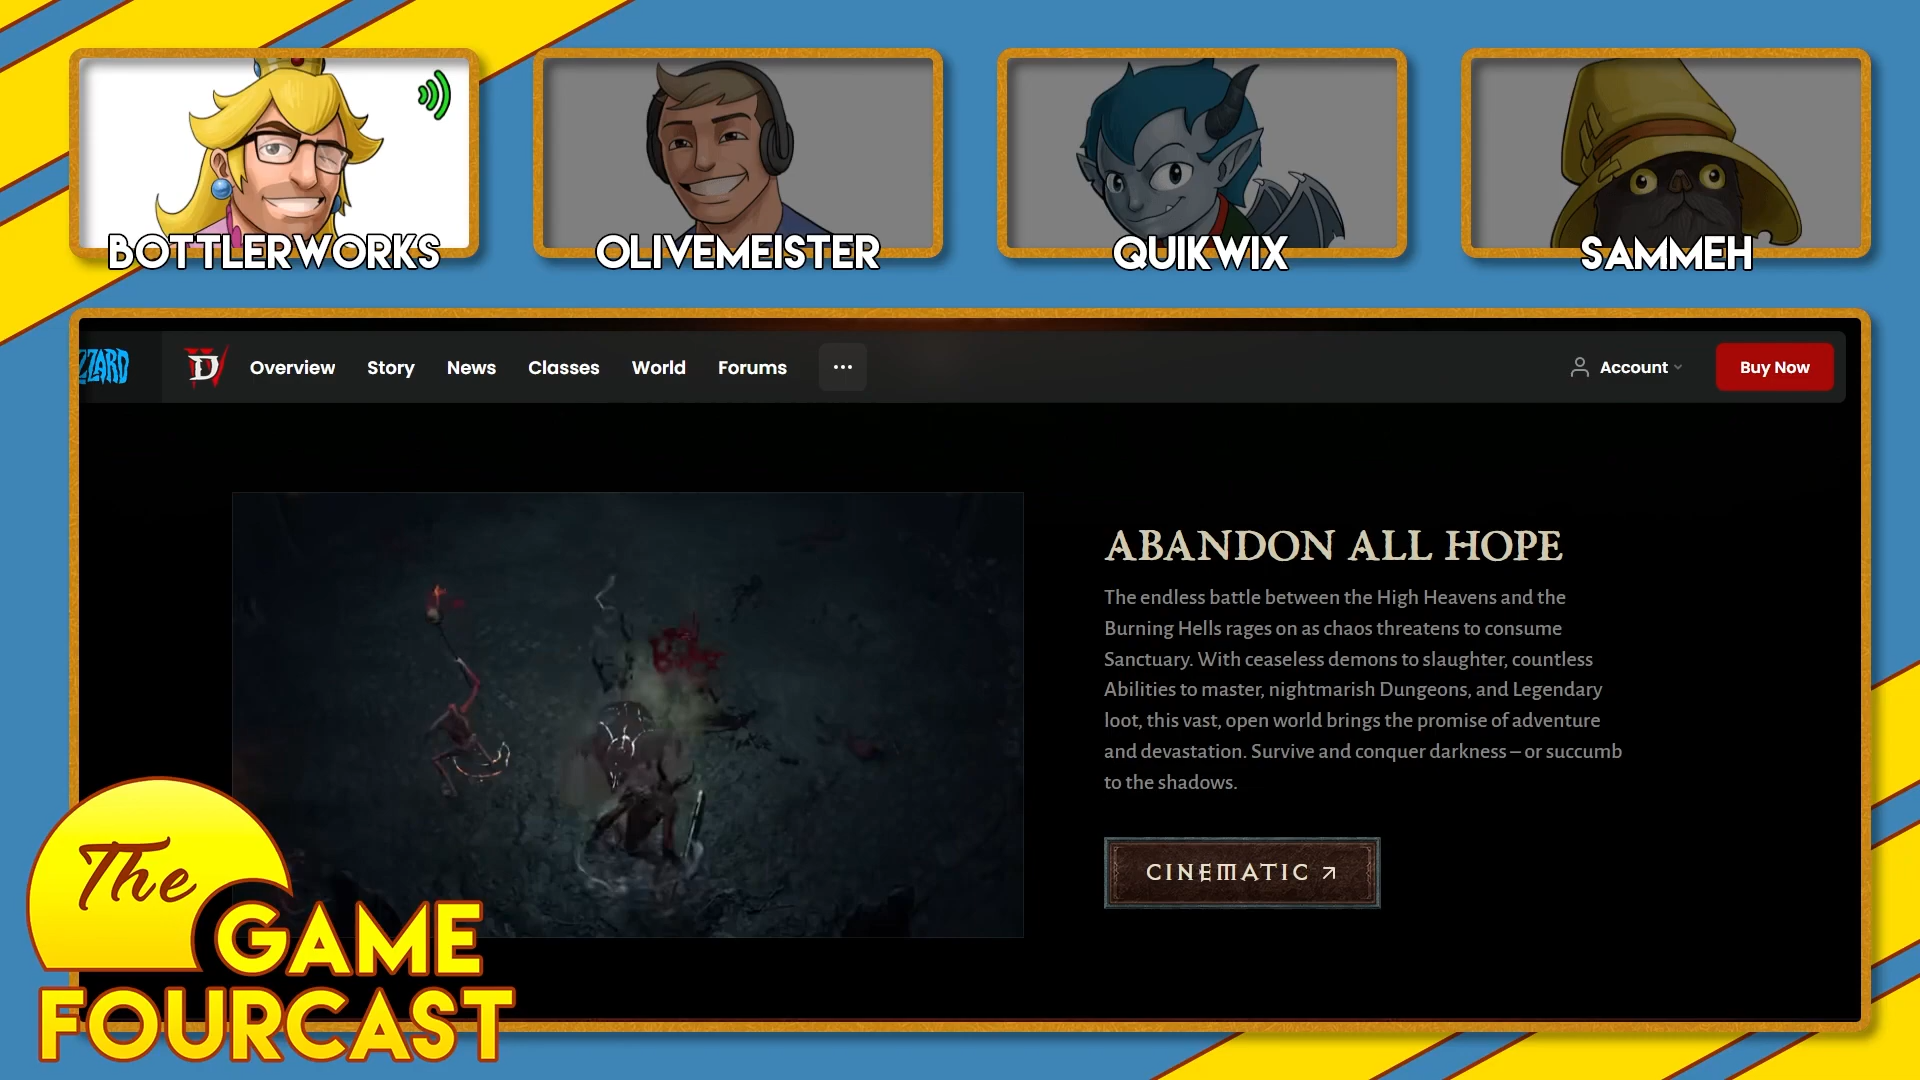 BOTTLERWORKS
OLIVEMEISTER
QUIKWIX
SAMMEH
ZZARD
D
Overview
Story
News
Classes
World
Forums
...
Account
Buy Now
ABANDON ALL HOPE
The endless battle between the High Heavens and the
Burning Hells rages on as chaos threatens to consume
Sanctuary. With ceaseless demons to slaughter, countless
Abilities to master, nightmarish Dungeons, and Legendary
loot, this vast, open world brings the promise of adventure
and devastation. Survive and conquer darkness – or succumb
to the shadows.
CINEMATIC
The
GAME
FOURCAST